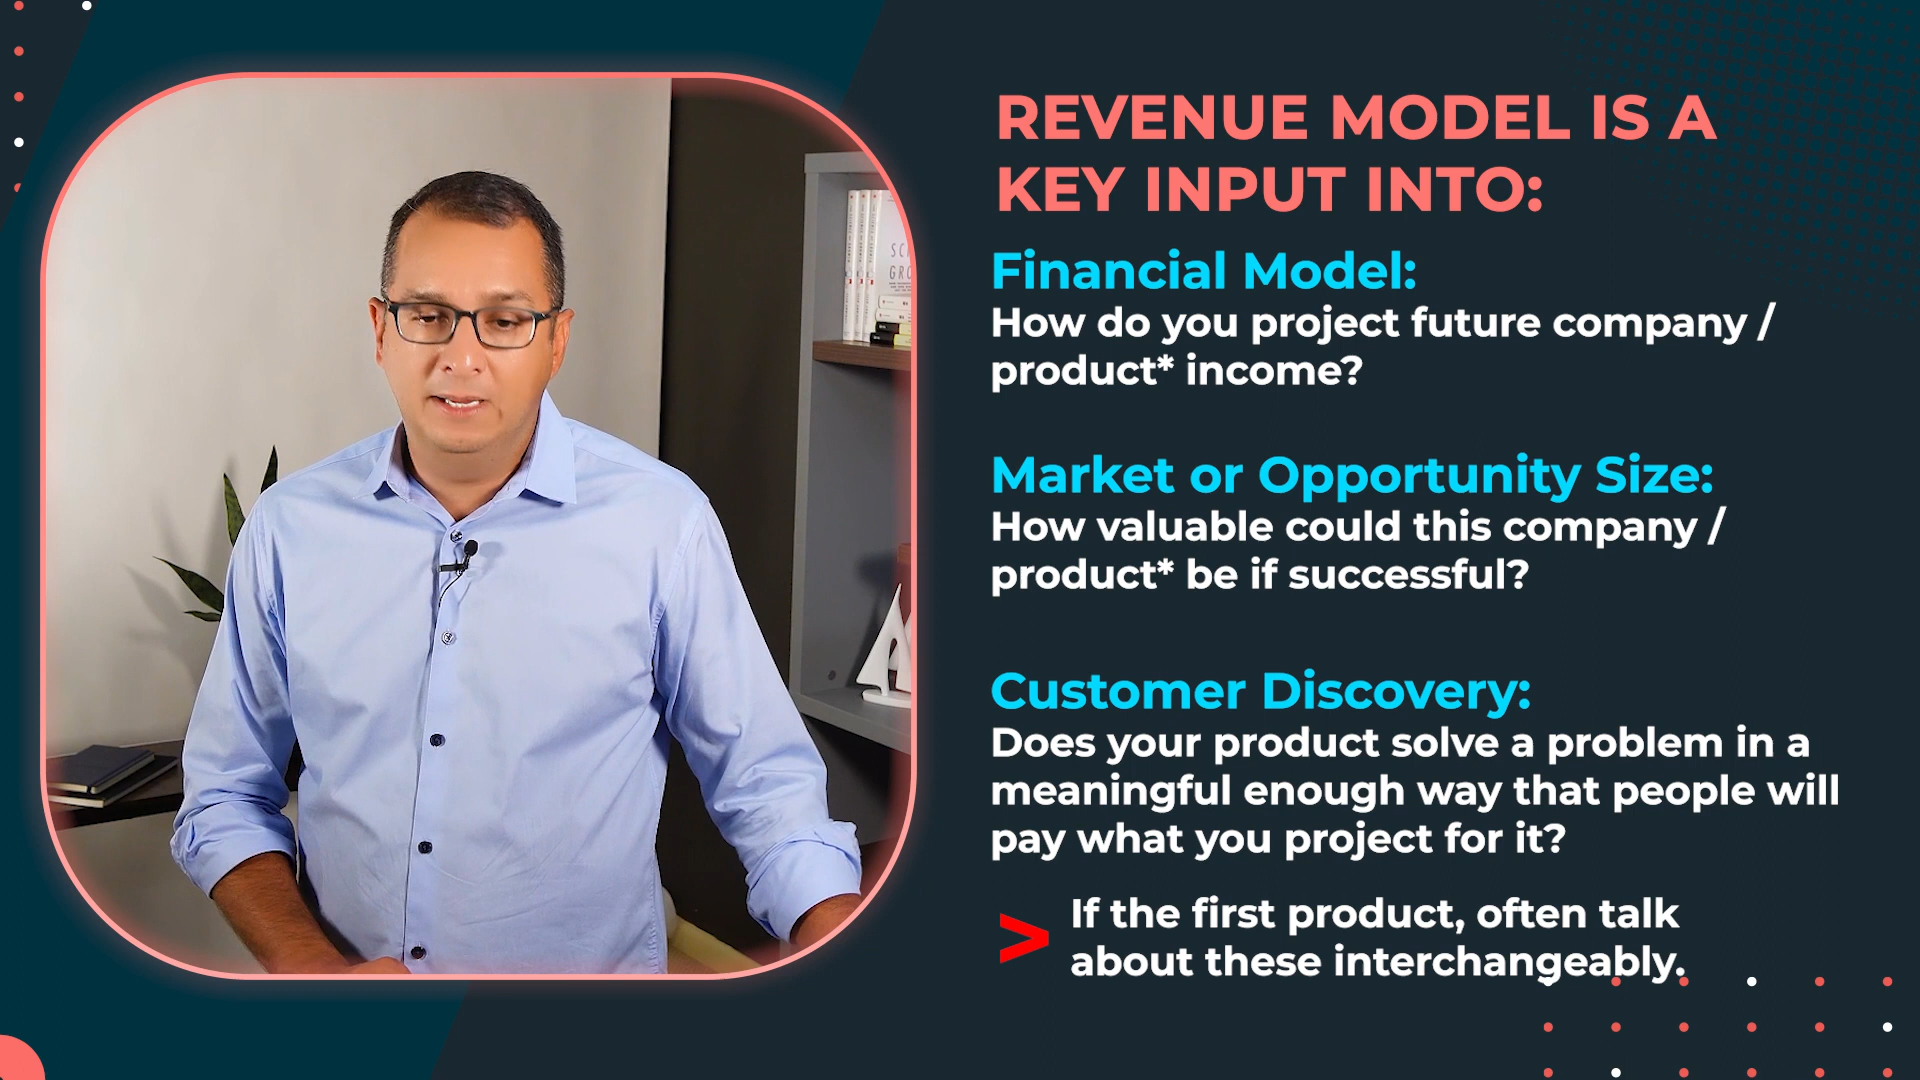 REVENUE MODEL IS A
KEY INPUT INTO:
Financial Model:
How do you project future company /
product* income?
Market or Opportunity Size:
How valuable could this company /
product* be if successful?
Customer Discovery:
Does your product solve a problem in a
meaningful enough way that people will
pay what you project for it?
> If the first product, often talk
about these interchangeably.